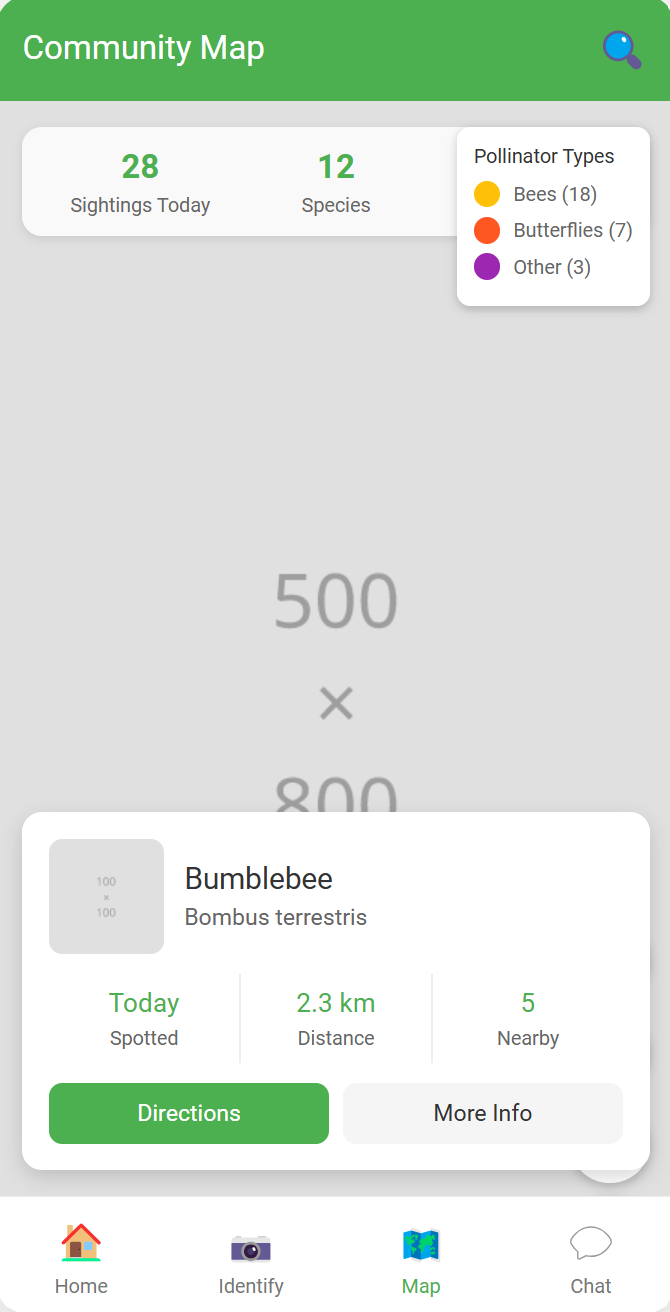 Community Map
28
Sightings Today
12
Species
Pollinator Types
Bees (18)
Butterflies (7)
Other (3)
500
×
800
100
×
100
Bumblebee
Bombus terrestris
Today
Spotted
2.3 km
Distance
5
Nearby
Directions
More Info
Home
Identify
Map
Chat